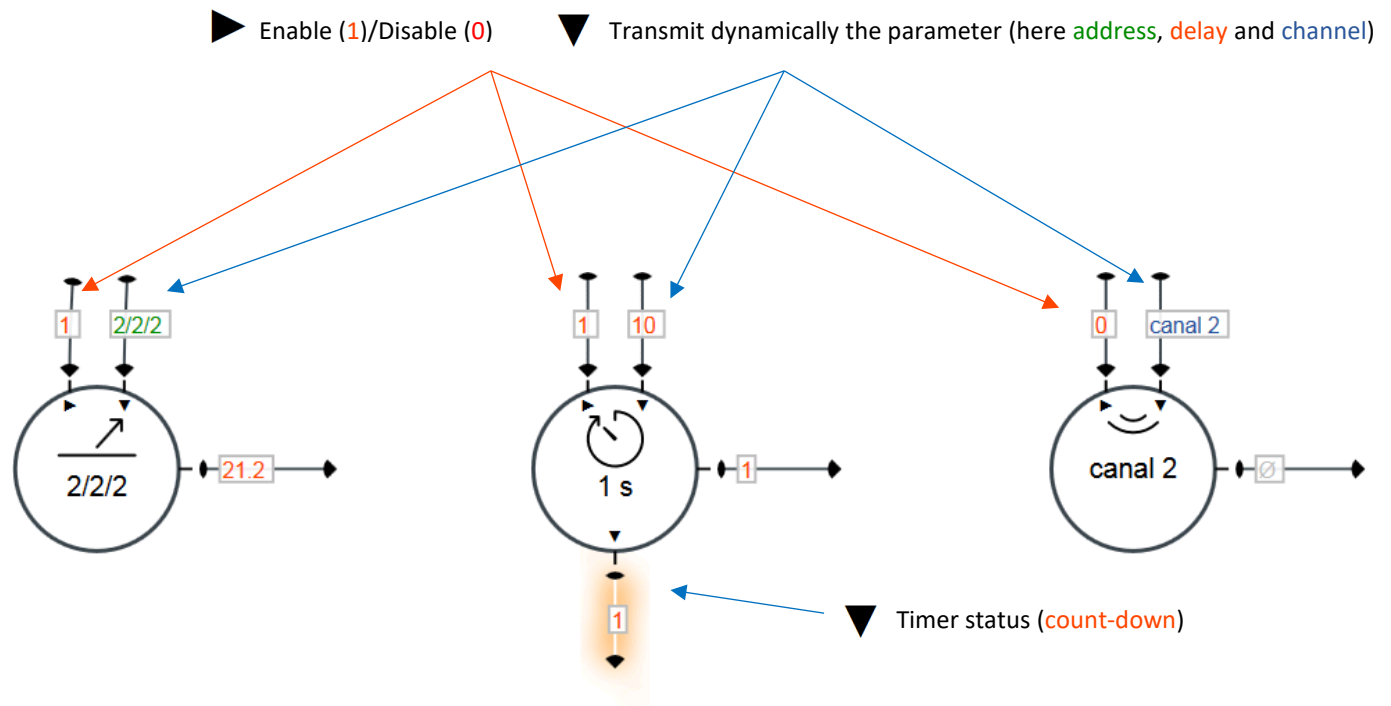 Enable (1)/Disable (0)
Transmit dynamically the parameter (here address, delay and channel)
1
2/2/2
1
10
0
canal 2
2/2/2
21.2
1 s
1
canal 2
Ø
1
Timer status (count-down)